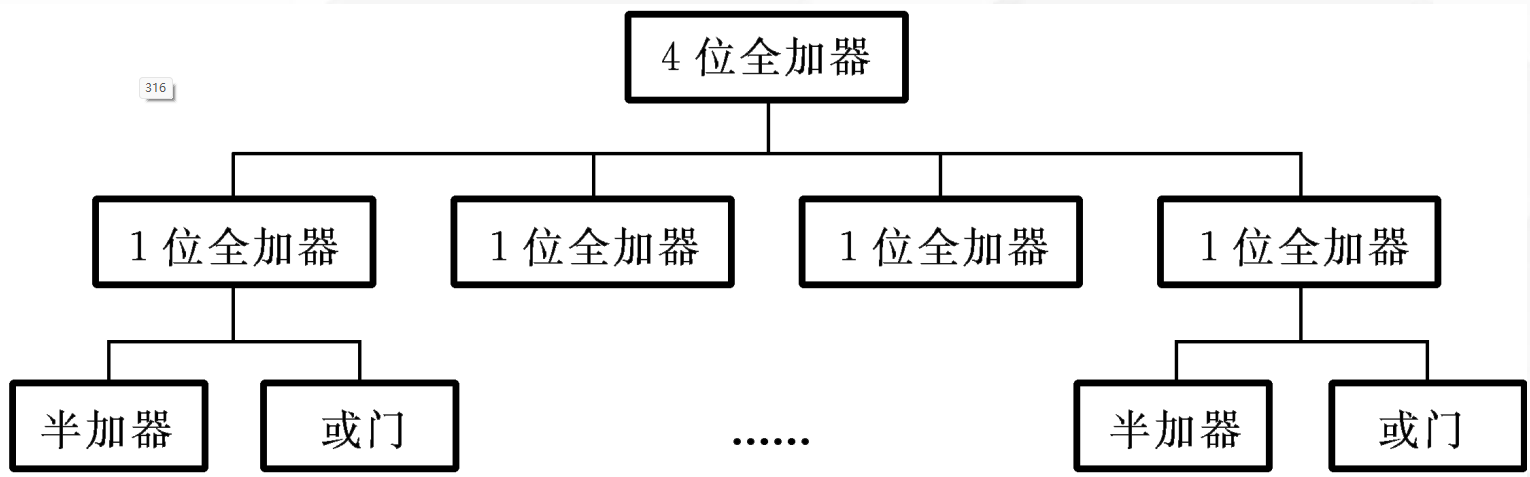 4 位全加器
316
1 位全加器 1 位全加器 1 位全加器 1 位全加器
半加器 或门 …… 半加器 或门